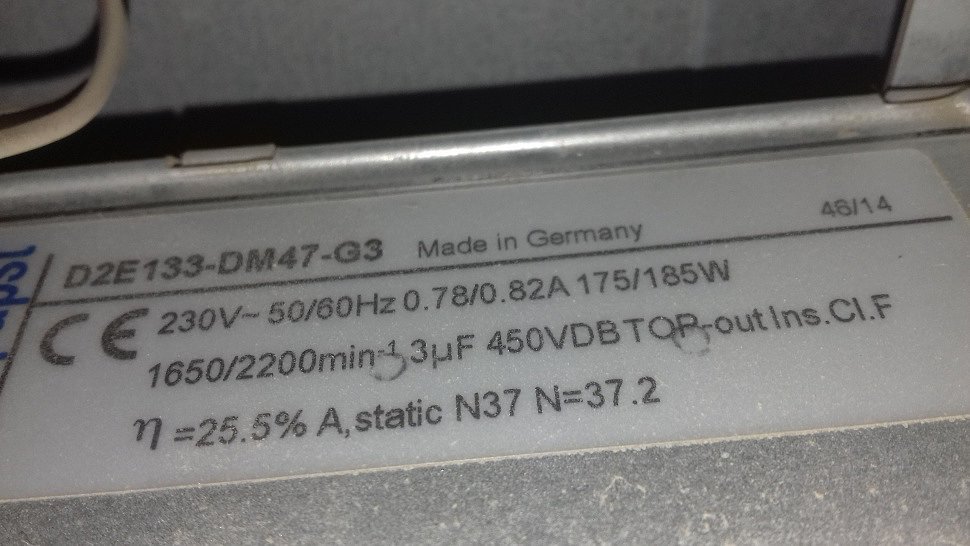 D2E133-DM47-G3 Made in Germany 46/14
CE 230V~ 50/60Hz 0.78/0.82A 175/185W
1650/2200min-1 3µF 450VDB TOP-out Ins.Cl.F
η =25.5% A,static N37 N=37.2